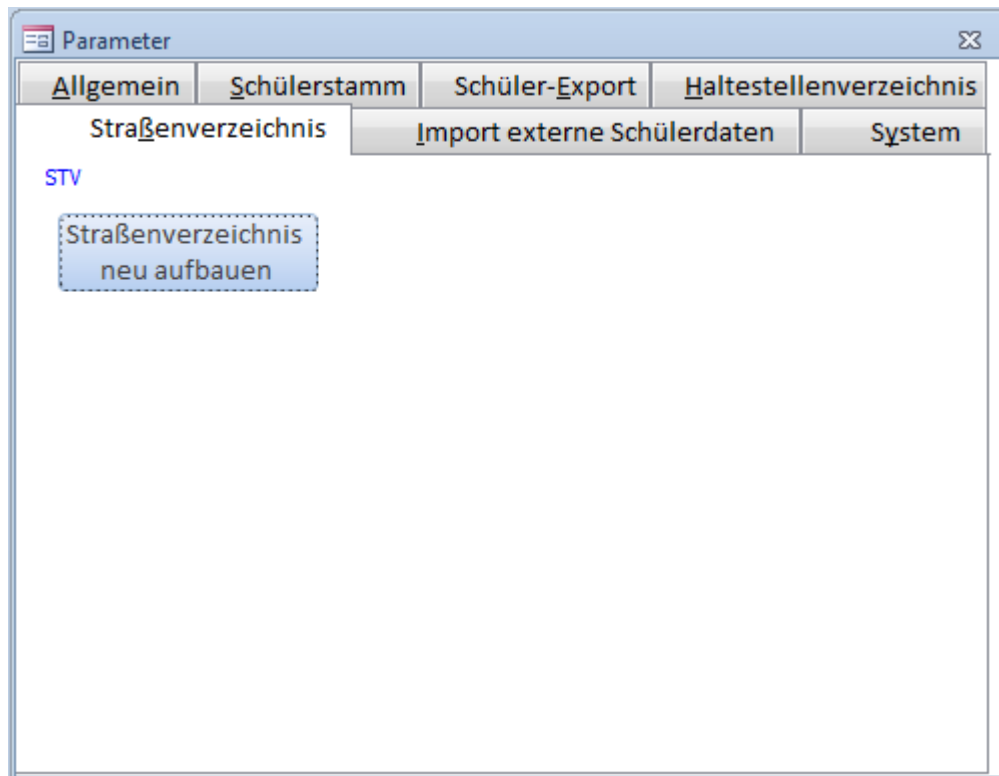 Parameter
Allgemein Schülerstamm Schüler-Export Haltestellenverzeichnis
Straßenverzeichnis Import externe Schülerdaten System
STV
Straßenverzeichnis
neu aufbauen